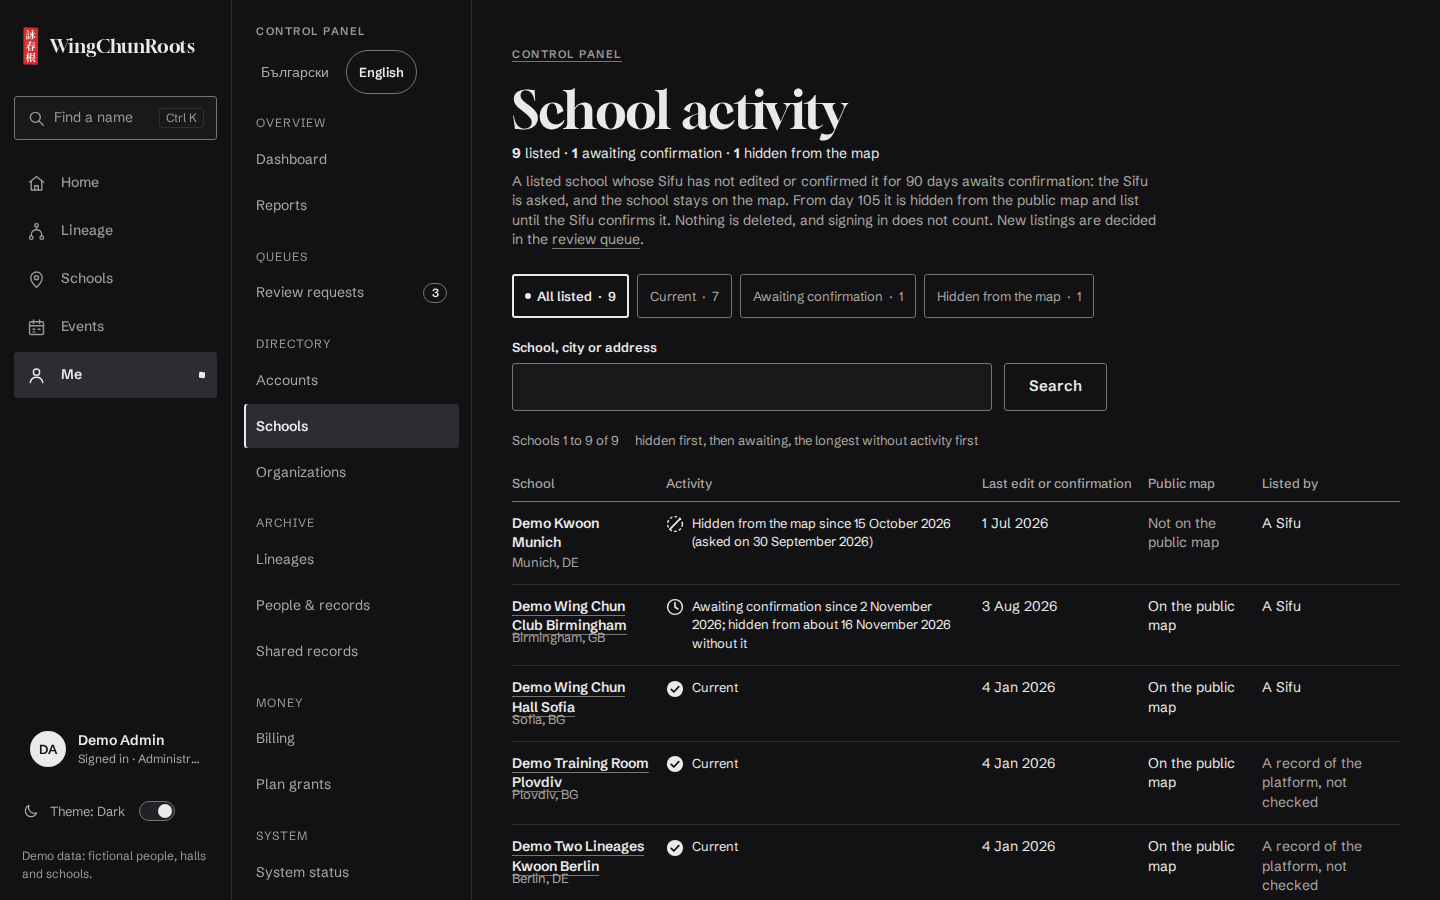 詠春根
WingChunRoots
Find a name
Ctrl K
Home
Lineage
Schools
Events
Me
DA
Demo Admin
Signed in · Administr...
Theme: Dark
Demo data: fictional people, halls
and schools.
CONTROL PANEL
Български
English
OVERVIEW
Dashboard
Reports
QUEUES
Review requests
3
DIRECTORY
Accounts
Schools
Organizations
ARCHIVE
Lineages
People & records
Shared records
MONEY
Billing
Plan grants
SYSTEM
System status
CONTROL PANEL
School activity
9 listed · 1 awaiting confirmation · 1 hidden from the map
A listed school whose Sifu has not edited or confirmed it for 90 days awaits confirmation: the Sifu
is asked, and the school stays on the map. From day 105 it is hidden from the public map and list
until the Sifu confirms it. Nothing is deleted, and signing in does not count. New listings are decided
in the review queue.
All listed · 9
Current · 7
Awaiting confirmation · 1
Hidden from the map · 1
School, city or address
Search
Schools 1 to 9 of 9 hidden first, then awaiting, the longest without activity first
School
Activity
Last edit or confirmation
Public map
Listed by
Demo Kwoon
Munich
Munich, DE
Hidden from the map since 15 October 2026
(asked on 30 September 2026)
1 Jul 2026
Not on the
public map
A Sifu
Demo Wing Chun
Club Birmingham
Birmingham, GB
Awaiting confirmation since 2 November
2026; hidden from about 16 November 2026
without it
3 Aug 2026
On the public
map
A Sifu
Demo Wing Chun
Hall Sofia
Sofia, BG
Current
4 Jan 2026
On the public
map
A Sifu
Demo Training Room
Plovdiv
Plovdiv, BG
Current
4 Jan 2026
On the public
map
A record of the
platform, not
checked
Demo Two Lineages
Kwoon Berlin
Berlin, DE
Current
4 Jan 2026
On the public
map
A record of the
platform, not
checked